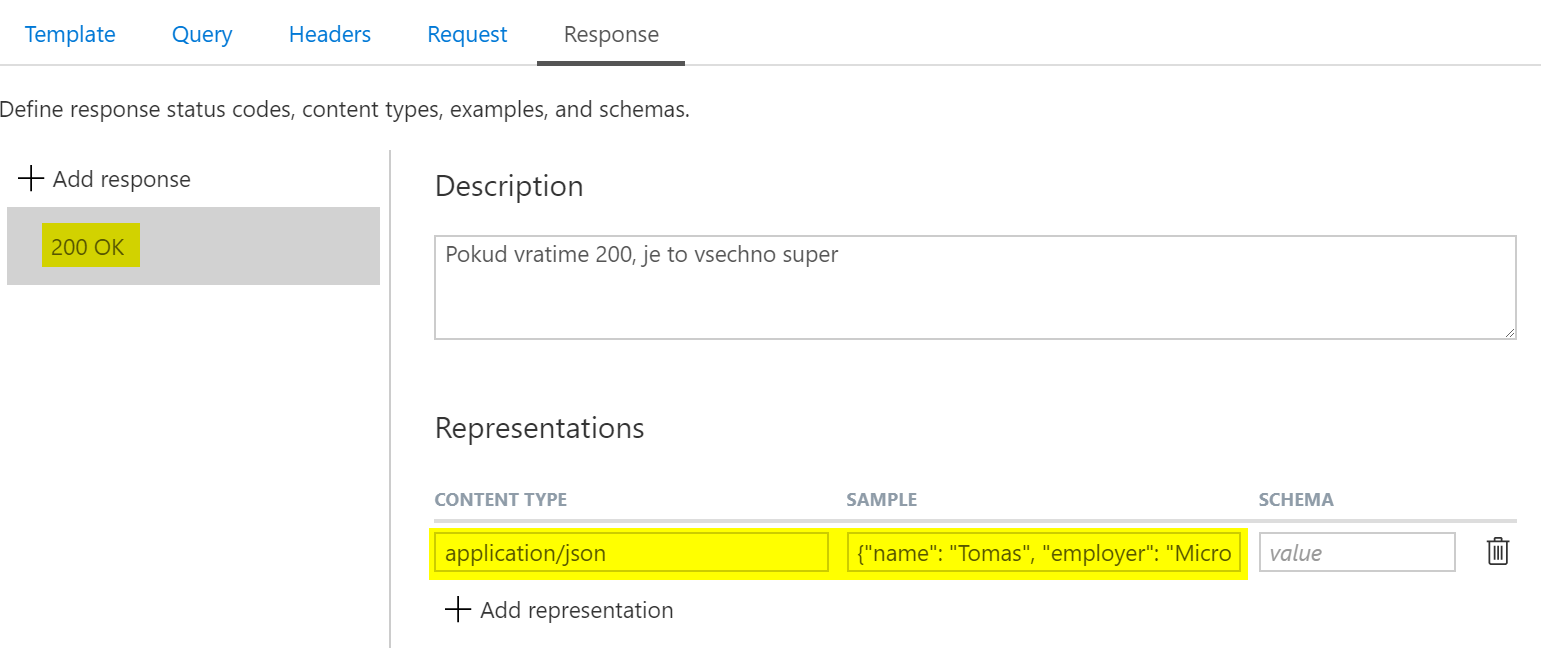 Template Query Headers Request Response
Define response status codes, content types, examples, and schemas.
Add response
200 OK
Description
Pokud vratime 200, je to vsechno super
Representations
CONTENT TYPE SAMPLE SCHEMA
application/json {"name": "Tomas", "employer": "Micro value
Add representation